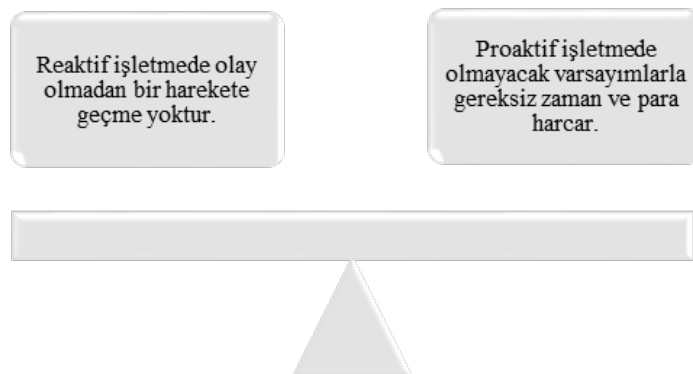 Reaktif işletmede olay
olmadan bir harekete
geçme yoktur.
Proaktif işletmede
olmayacak varsayımlarla
gereksiz zaman ve para
harcar.